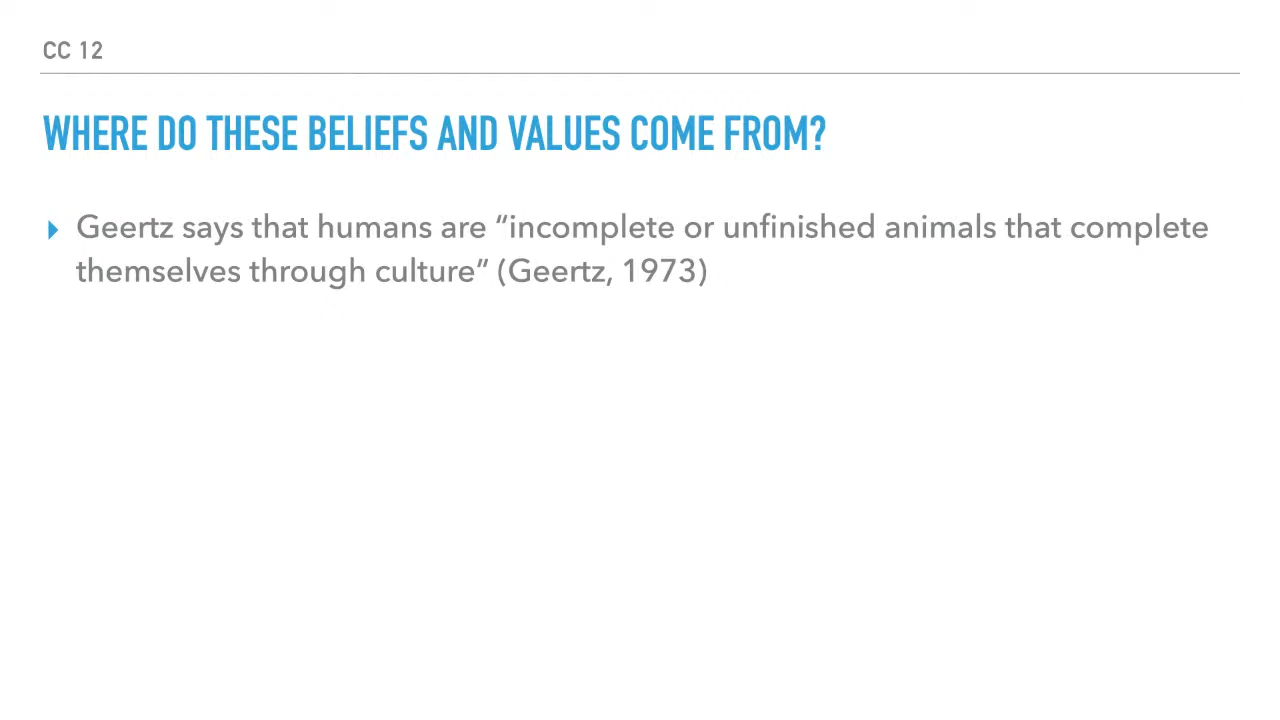 CC 12
WHERE DO THESE BELIEFS AND VALUES COME FROM?
Geertz says that humans are “incomplete or unfinished animals that complete
themselves through culture” (Geertz, 1973)